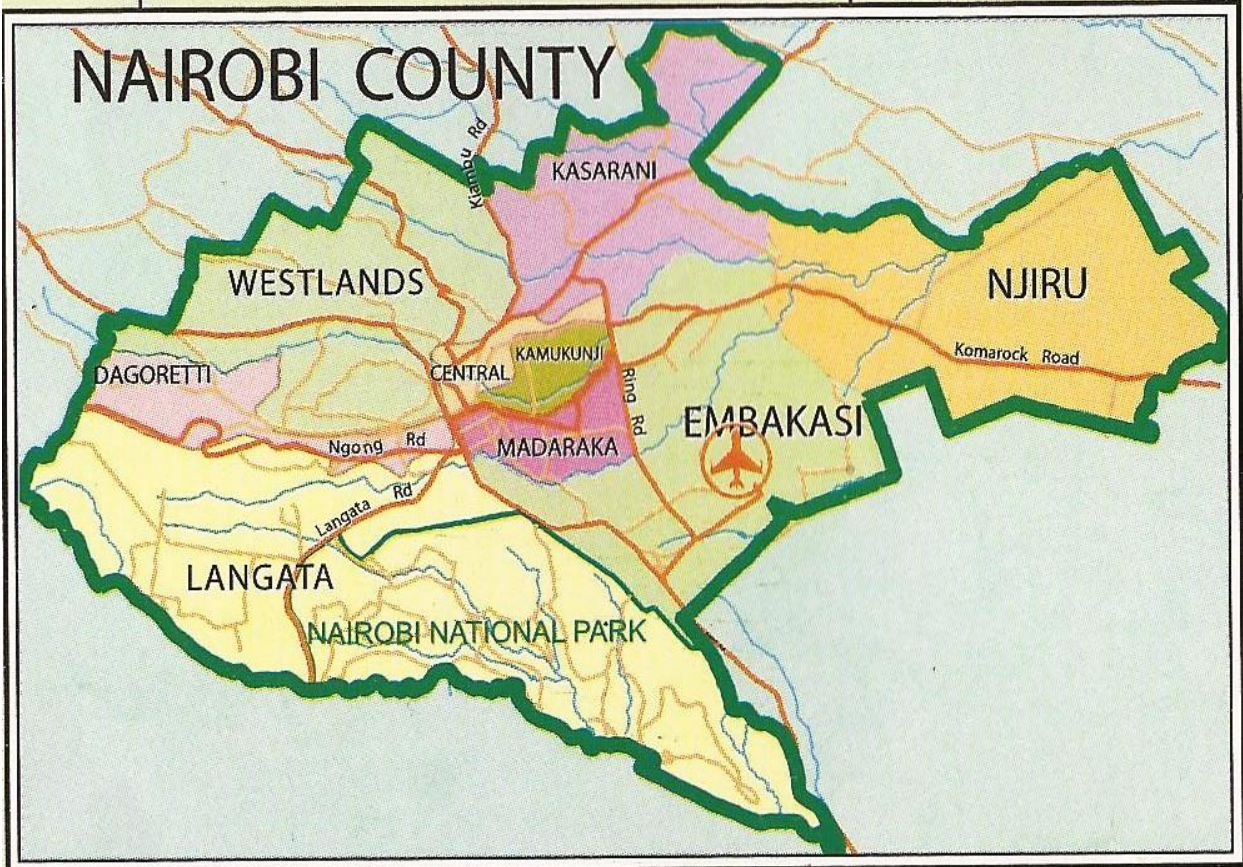 NAIROBI COUNTY
Kiambu Rd
KASARANI
WESTLANDS
NJIRU
KAMUKUNJI
Komarock Road
DAGORETTI
CENTRAL
Ring Rd
EMBAKASI
Ngong Rd
MADARAKA
Langata Rd
LANGATA
NAIROBI NATIONAL PARK